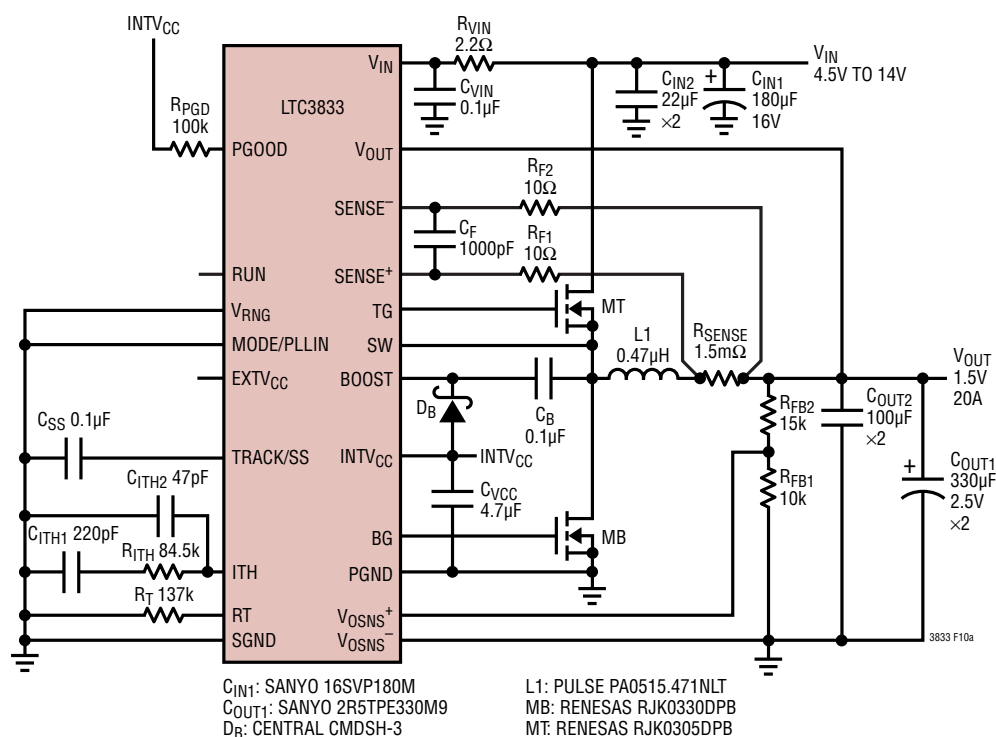 INTVCC
RPGD
100k
PGOOD
RUN
VRNG
MODE/PLLIN
EXTVCC
CSS 0.1µF
TRACK/SS
CITH2 47pF
CITH1 220pF
RITH 84.5k
ITH
RT 137k
RT
SGND
LTC3833
VIN
VOUT
SENSE–
SENSE+
TG
SW
BOOST
INTVCC
BG
PGND
VOSNS+
VOSNS–
RVIN
2.2Ω
CVIN
0.1µF
VIN
4.5V TO 14V
CIN2
22µF
×2
+
CIN1
180µF
16V
RF2
10Ω
CF
1000pF
RF1
10Ω
MT
L1
0.47µH
RSENSE
1.5mΩ
VOUT
1.5V
20A
DB
CB
0.1µF
INTVCC
CVCC
4.7µF
MB
RFB2
15k
RFB1
10k
COUT2
100µF
×2
+
COUT1
330µF
2.5V
×2
3833 F10a
CIN1: SANYO 16SVP180M
COUT1: SANYO 2R5TPE330M9
DB: CENTRAL CMDSH-3
L1: PULSE PA0515.471NLT
MB: RENESAS RJK0330DPB
MT: RENESAS RJK0305DPB